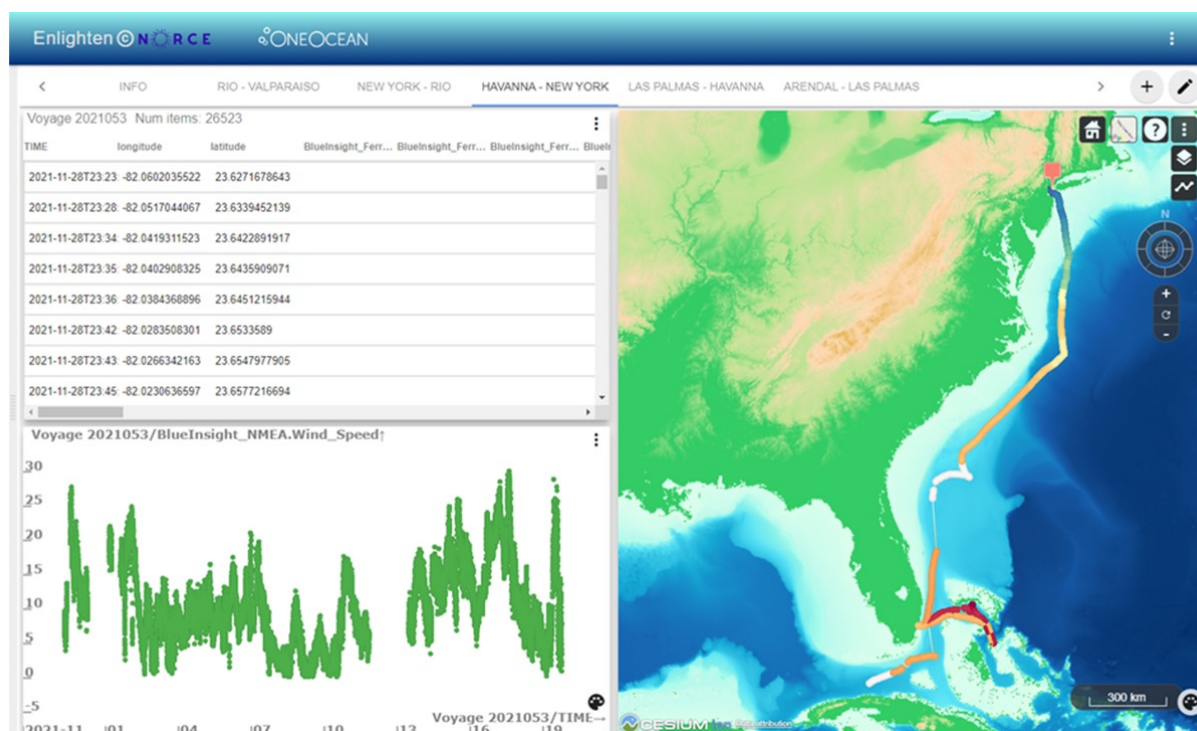 Enlighten © NORCE ONEOCEAN
INFO RIO - VALPARAISO NEW YORK - RIO HAVANNA - NEW YORK LAS PALMAS - HAVANNA ARENDAL - LAS PALMAS
Voyage 2021053 Num items: 26523
TIME longitude latitude BlueInsight_Ferr... BlueInsight_Ferr... BlueInsight_Ferr... BlueIn
2021-11-28T23:23: -82.0602035522 23.6271678643
2021-11-28T23:28: -82.0517044067 23.6339452139
2021-11-28T23:34: -82.0419311523 23.6422891917
2021-11-28T23:35: -82.0402908325 23.6435909071
2021-11-28T23:36: -82.0384368896 23.6451215944
2021-11-28T23:42: -82.0283508301 23.6533589
2021-11-28T23:43: -82.0266342163 23.6547977905
2021-11-28T23:45: -82.0230636597 23.6577216694
Voyage 2021053/BlueInsight_NMEA.Wind_Speed↑
30
25
20
15
10
5
0
-5
Voyage 2021053/TIME→
2021-11 01 04 07 10 13 16 19
N
300 km
CESIUM ion